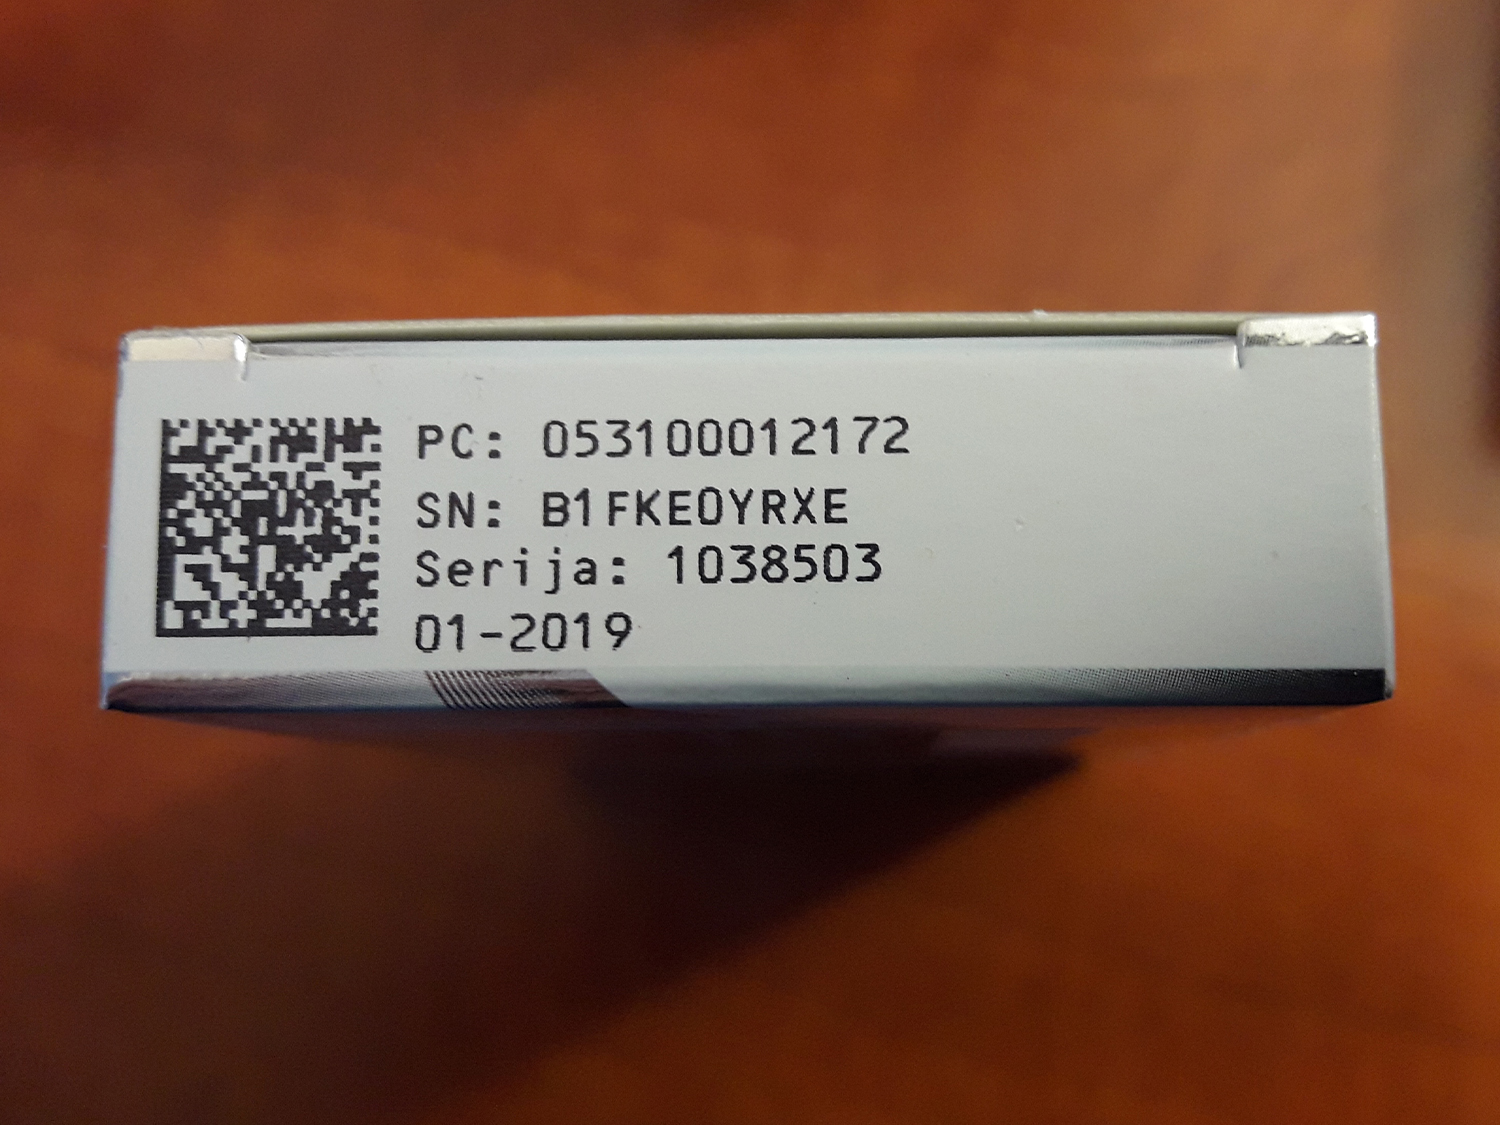 PC: 053100012172
SN: B1FKE0YRXE
Serija: 1038503
01-2019